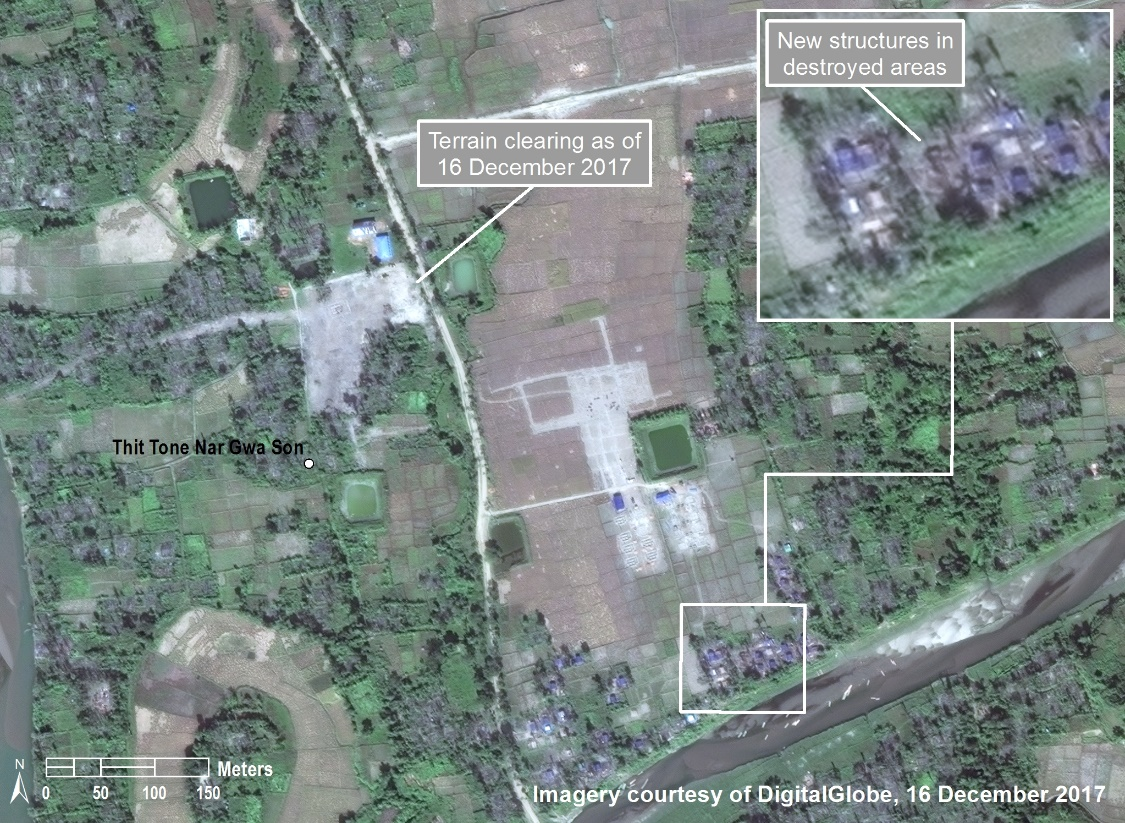 New structures in
destroyed areas
Terrain clearing as of
16 December 2017
Thit Tone Nar Gwa Son
N
Meters
0 50 100 150
Imagery courtesy of DigitalGlobe, 16 December 2017